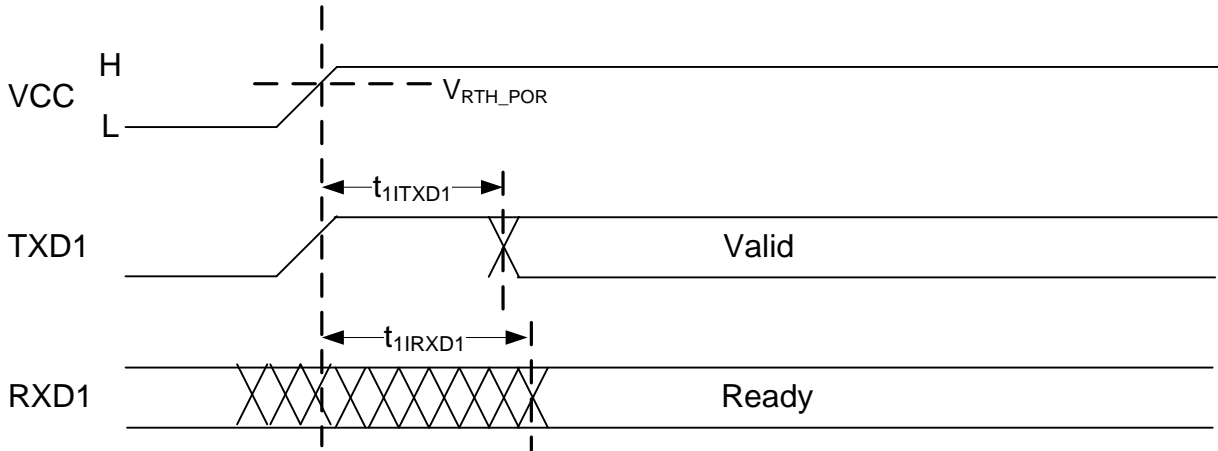 H
VCC
V_RTH_POR
L
t_1ITXD1
TXD1
Valid
t_1IRXD1
RXD1
Ready